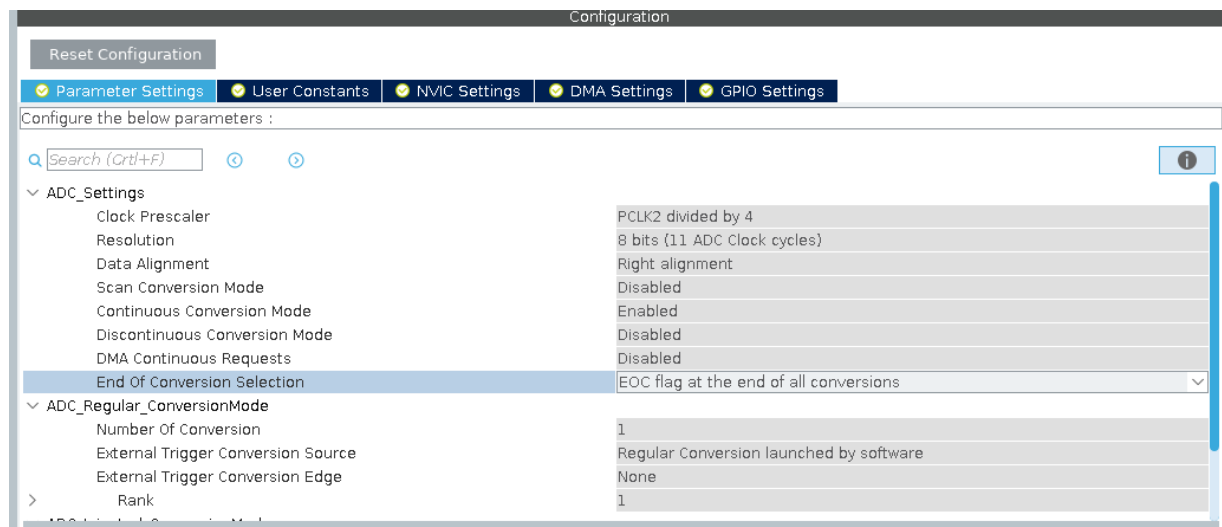 Configuration
Reset Configuration
Parameter Settings User Constants NVIC Settings DMA Settings GPIO Settings
Configure the below parameters :
Search (Crtl+F)
ADC_Settings
Clock Prescaler PCLK2 divided by 4
Resolution 8 bits (11 ADC Clock cycles)
Data Alignment Right alignment
Scan Conversion Mode Disabled
Continuous Conversion Mode Enabled
Discontinuous Conversion Mode Disabled
DMA Continuous Requests Disabled
End Of Conversion Selection EOC flag at the end of all conversions
ADC_Regular_ConversionMode
Number Of Conversion 1
External Trigger Conversion Source Regular Conversion launched by software
External Trigger Conversion Edge None
Rank 1